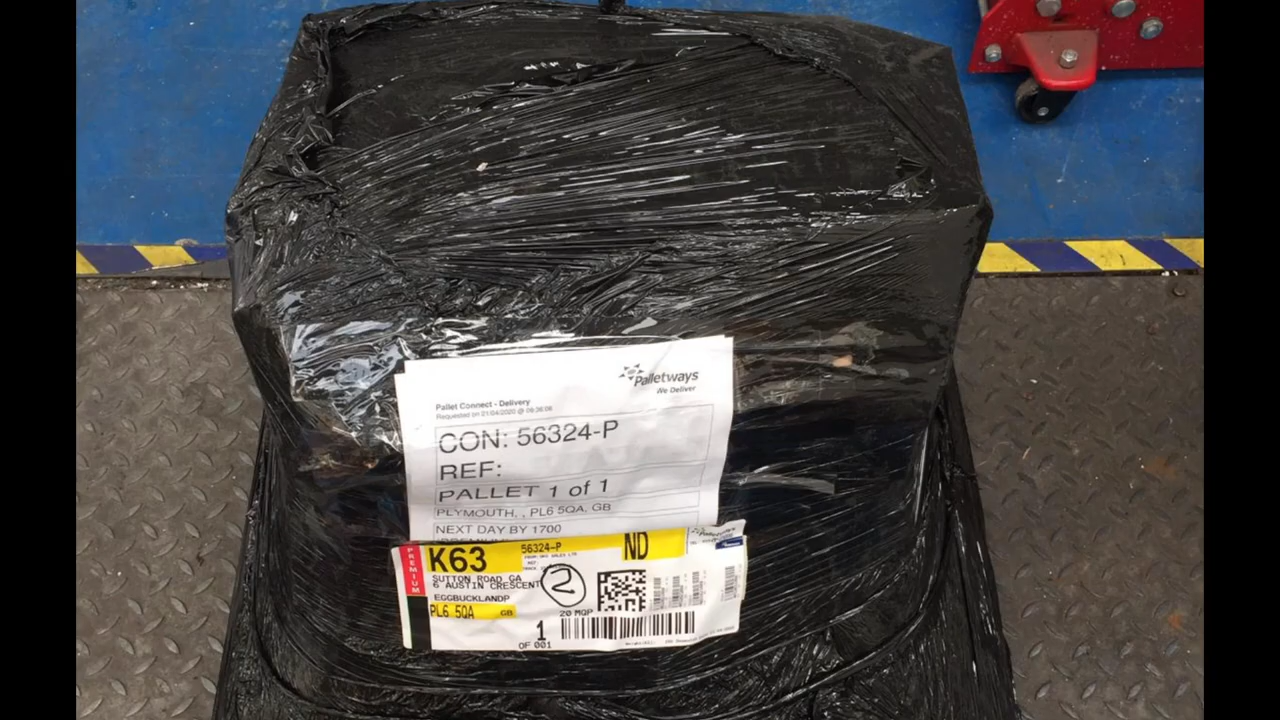 Palletways
We Deliver
Pallet Connect - Delivery
Requested on 21/04/2020 @ 06:36:06
CON: 56324-P
REF:
PALLET 1 of 1
PLYMOUTH, , PL6 5QA, GB
NEXT DAY BY 1700
PREMIUM
K63
56324-P
ND
SUTTON ROAD GA
6 AUSTIN CRESCENT
EGGBUCKLANDP
PL6 5QA GB
2
20 MQP
1
OF 001